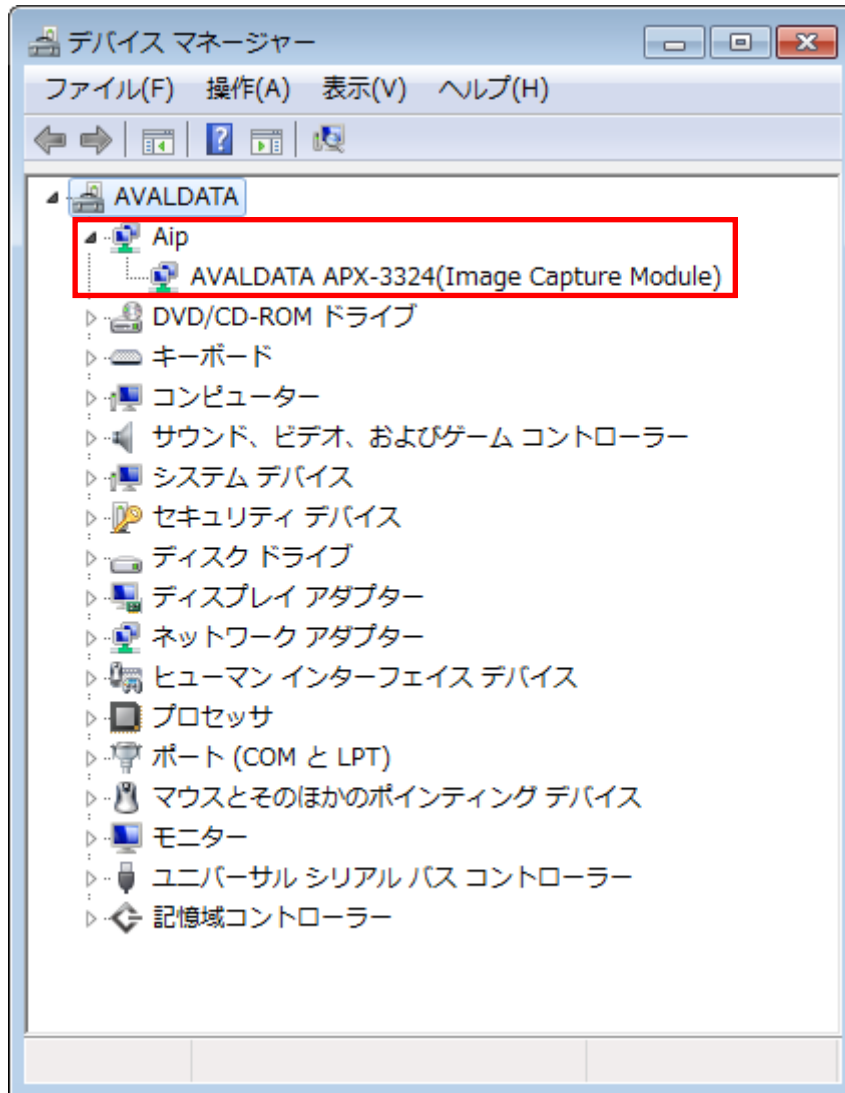 デバイス マネージャー
ファイル(F) 操作(A) 表示(V) ヘルプ(H)
AVALDATA
Aip
AVALDATA APX-3324(Image Capture Module)
DVD/CD-ROM ドライブ
キーボード
コンピューター
サウンド、ビデオ、およびゲーム コントローラー
システム デバイス
セキュリティ デバイス
ディスク ドライブ
ディスプレイ アダプター
ネットワーク アダプター
ヒューマン インターフェイス デバイス
プロセッサ
ポート (COM と LPT)
マウスとそのほかのポインティング デバイス
モニター
ユニバーサル シリアル バス コントローラー
記憶域コントローラー